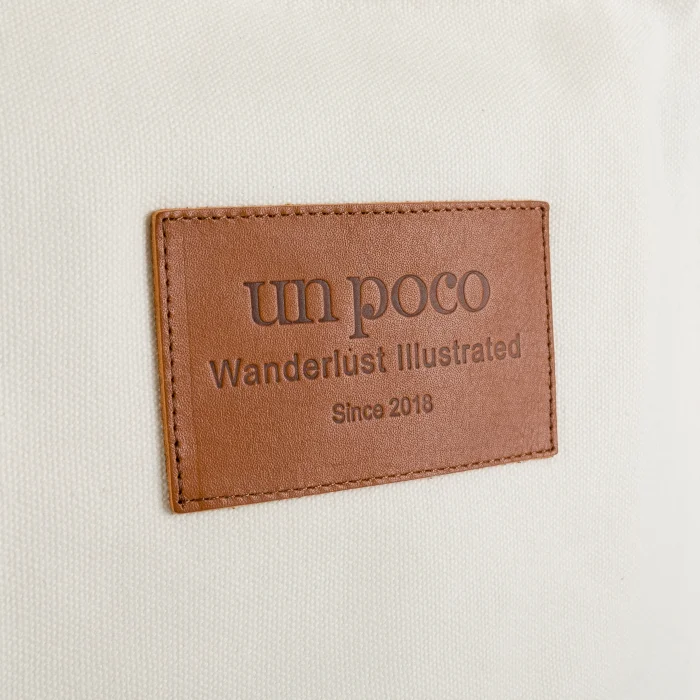 un poco
Wanderlust Illustrated
Since 2018